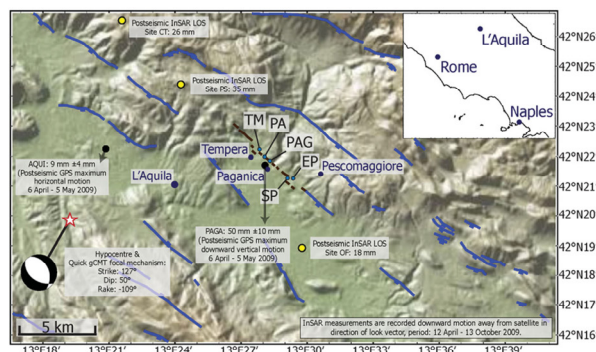 Postseismic InSAR LOS
Site CT: 26 mm
L'Aquila
Rome
Naples
42°N26
42°N25
42°N24
42°N23
42°N22
42°N21
42°N20
42°N19
42°N18
42°N17
42°N16
Postseismic InSAR LOS
Site PS: 35 mm
TM
PA
PAG
EP
SP
Tempera
Paganica
Pescomaggiore
AQUI: 9 mm ±4 mm
(Postseismic GPS maximum
horizontal motion
6 April - 5 May 2009)
L'Aquila
PAGA: 50 mm ±10 mm
(Postseismic GPS maximum
downward vertical motion
6 April - 5 May 2009)
Postseismic InSAR LOS
Site OF: 18 mm
Hypocentre &
Quick gCMT focal mechanism:
Strike: 127°
Dip: 50°
Rake: -109°
5 km
InSAR measurements are recorded downward motion away from satellite in
direction of look vector, period: 12 April - 13 October 2009.
13°E18'
13°E21'
13°E24'
13°E27'
13°E30'
13°E33'
13°E36'
13°E39'
13°E42'